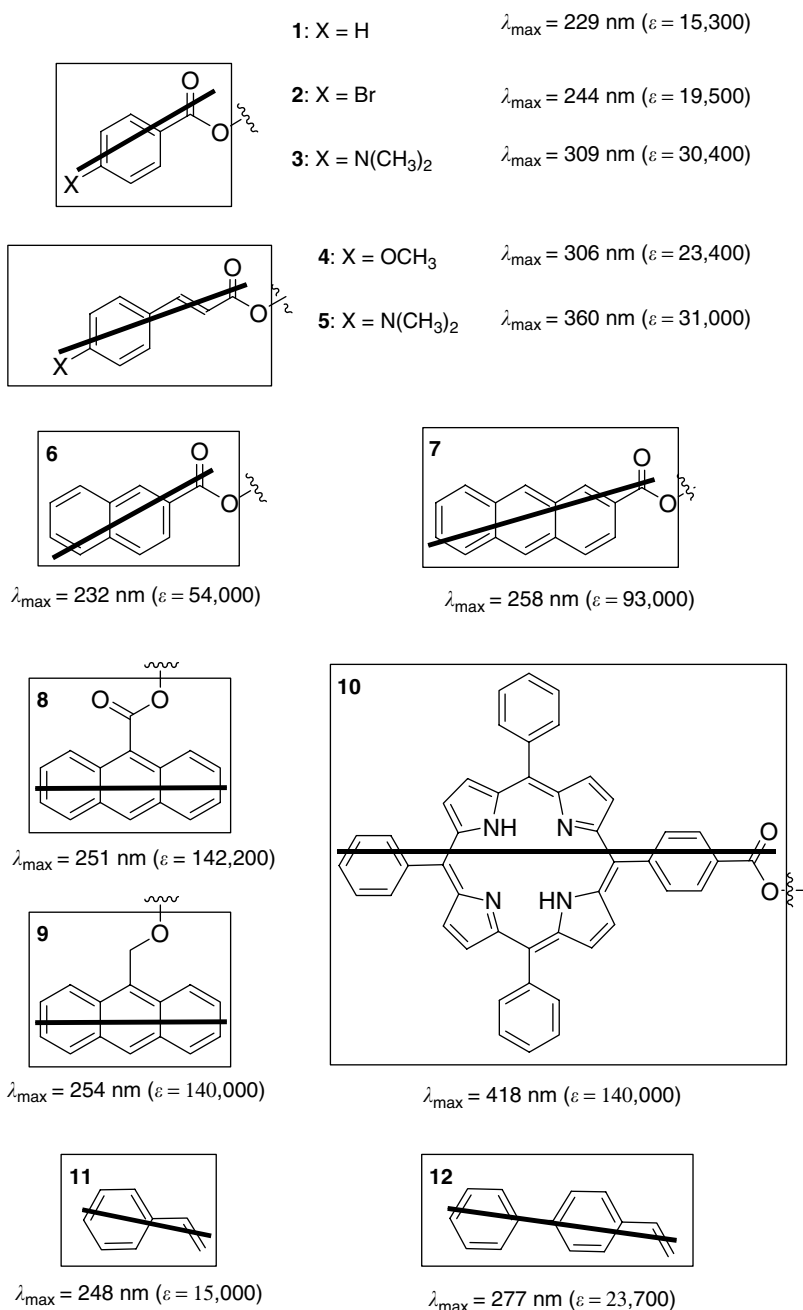 1: X = H λmax = 229 nm (ε = 15,300)
O
2: X = Br λmax = 244 nm (ε = 19,500)
O
3: X = N(CH3)2 λmax = 309 nm (ε = 30,400)
X
4: X = OCH3 λmax = 306 nm (ε = 23,400)
O
O
5: X = N(CH3)2 λmax = 360 nm (ε = 31,000)
X
6 7
O O
O O
λmax = 232 nm (ε = 54,000) λmax = 258 nm (ε = 93,000)
8 10
O O
NH N
O
λmax = 251 nm (ε = 142,200)
O
N HN
9
O
λmax = 254 nm (ε = 140,000) λmax = 418 nm (ε = 140,000)
11 12
λmax = 248 nm (ε = 15,000) λmax = 277 nm (ε = 23,700)